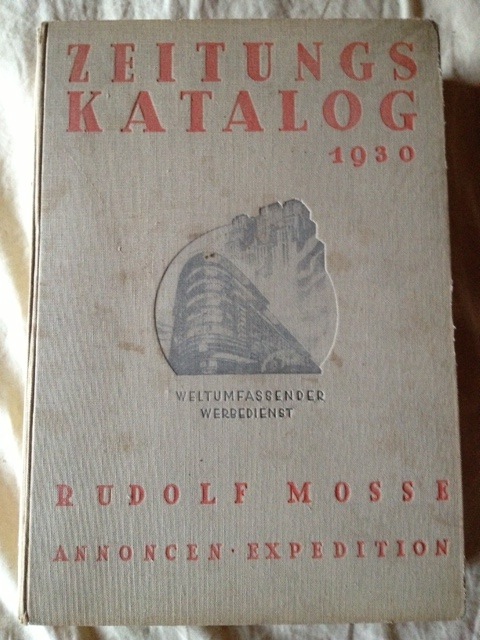 ZEITUNGS
KATALOG
1930
WELTUMFASSENDER
WERBEDIENST
RUDOLF MOSSE
ANNONCEN · EXPEDITION